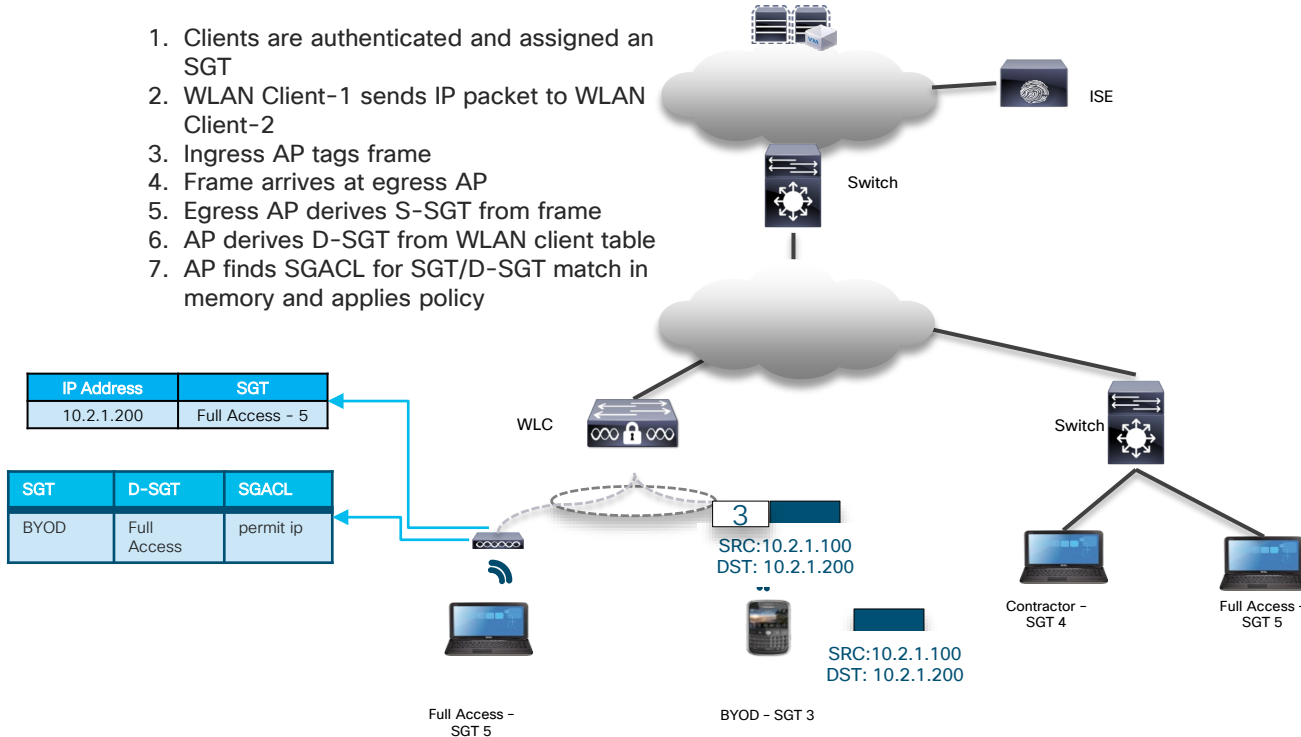 1. Clients are authenticated and assigned an
SGT
2. WLAN Client-1 sends IP packet to WLAN
Client-2
3. Ingress AP tags frame
4. Frame arrives at egress AP
5. Egress AP derives S-SGT from frame
6. AP derives D-SGT from WLAN client table
7. AP finds SGACL for SGT/D-SGT match in
memory and applies policy
ISE
Switch
IP Address SGT
10.2.1.200 Full Access - 5
WLC
Switch
SGT D-SGT SGACL
BYOD Full permit ip
Access
3
SRC:10.2.1.100
DST: 10.2.1.200
Contractor –
SGT 4
Full Access –
SGT 5
SRC:10.2.1.100
DST: 10.2.1.200
Full Access –
SGT 5
BYOD – SGT 3